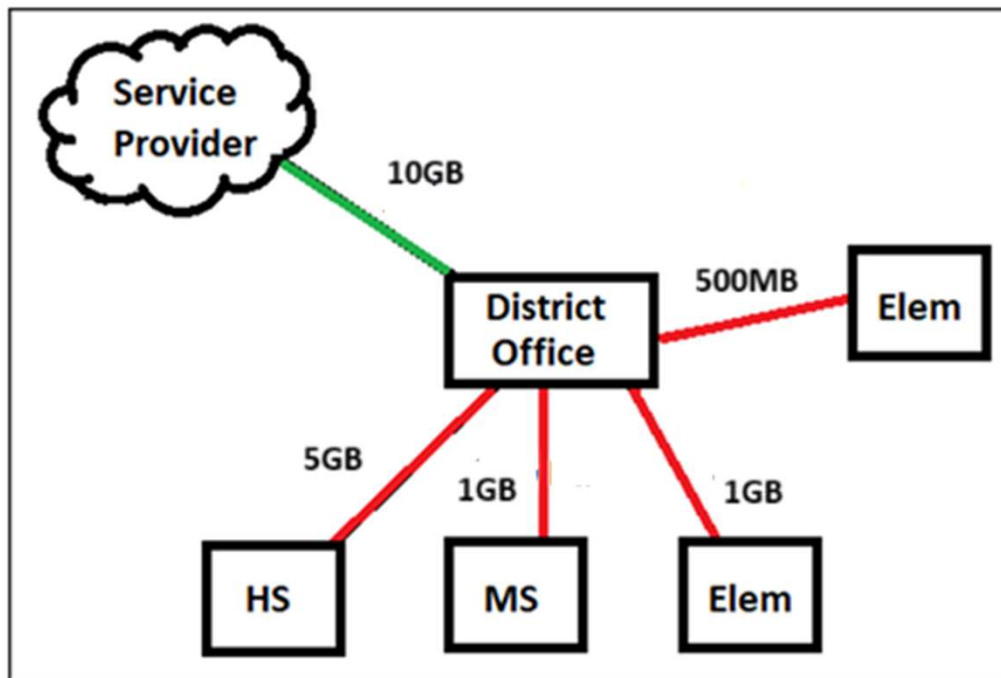 Service
Provider
10GB
500MB
Elem
District
Office
5GB
1GB
1GB
HS
MS
Elem